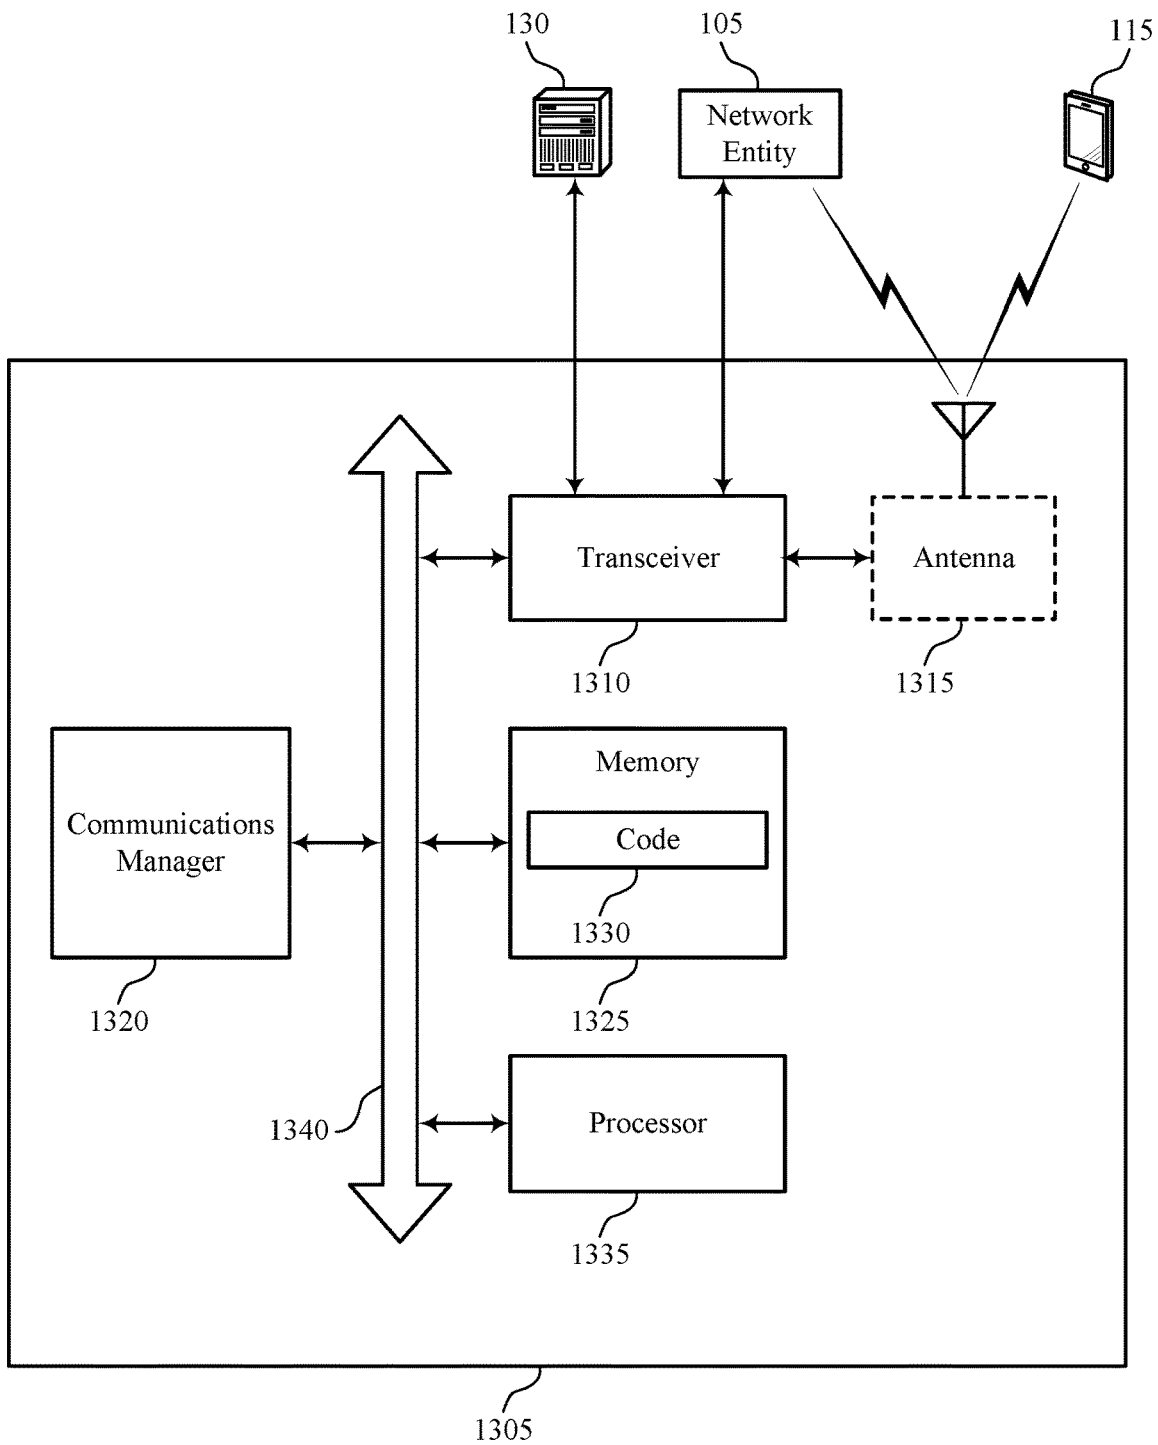 130
105
115
Network
Entity
Transceiver
Antenna
1310
1315
Memory
Communications
Manager
Code
1330
1320
1325
1340
Processor
1335
1305